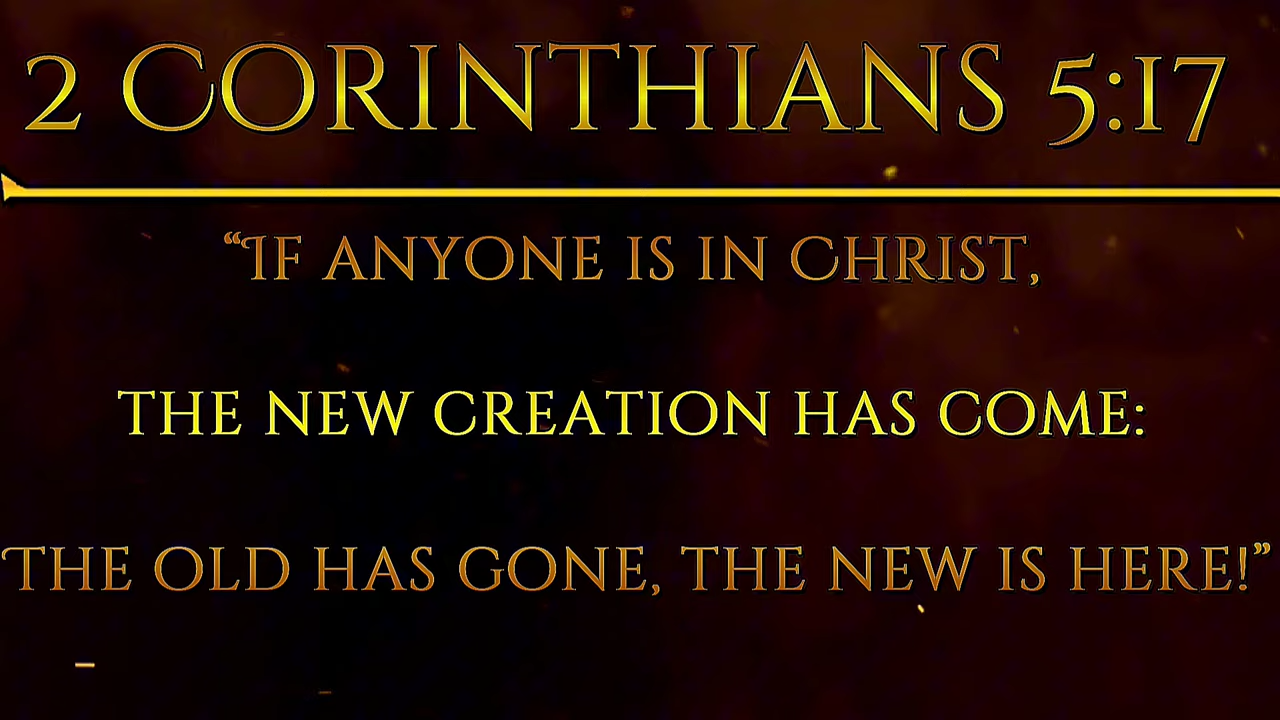 2 Corinthians 5:17
“If anyone is in Christ,
the new creation has come:
The old has gone, the new is here!”